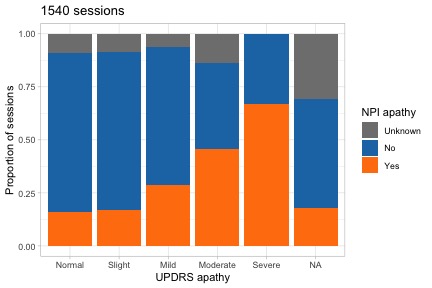 1540 sessions
1.00
0.75
0.50
0.25
0.00
Proportion of sessions
Normal Slight Mild Moderate Severe NA
UPDRS apathy
NPI apathy
Unknown
No
Yes